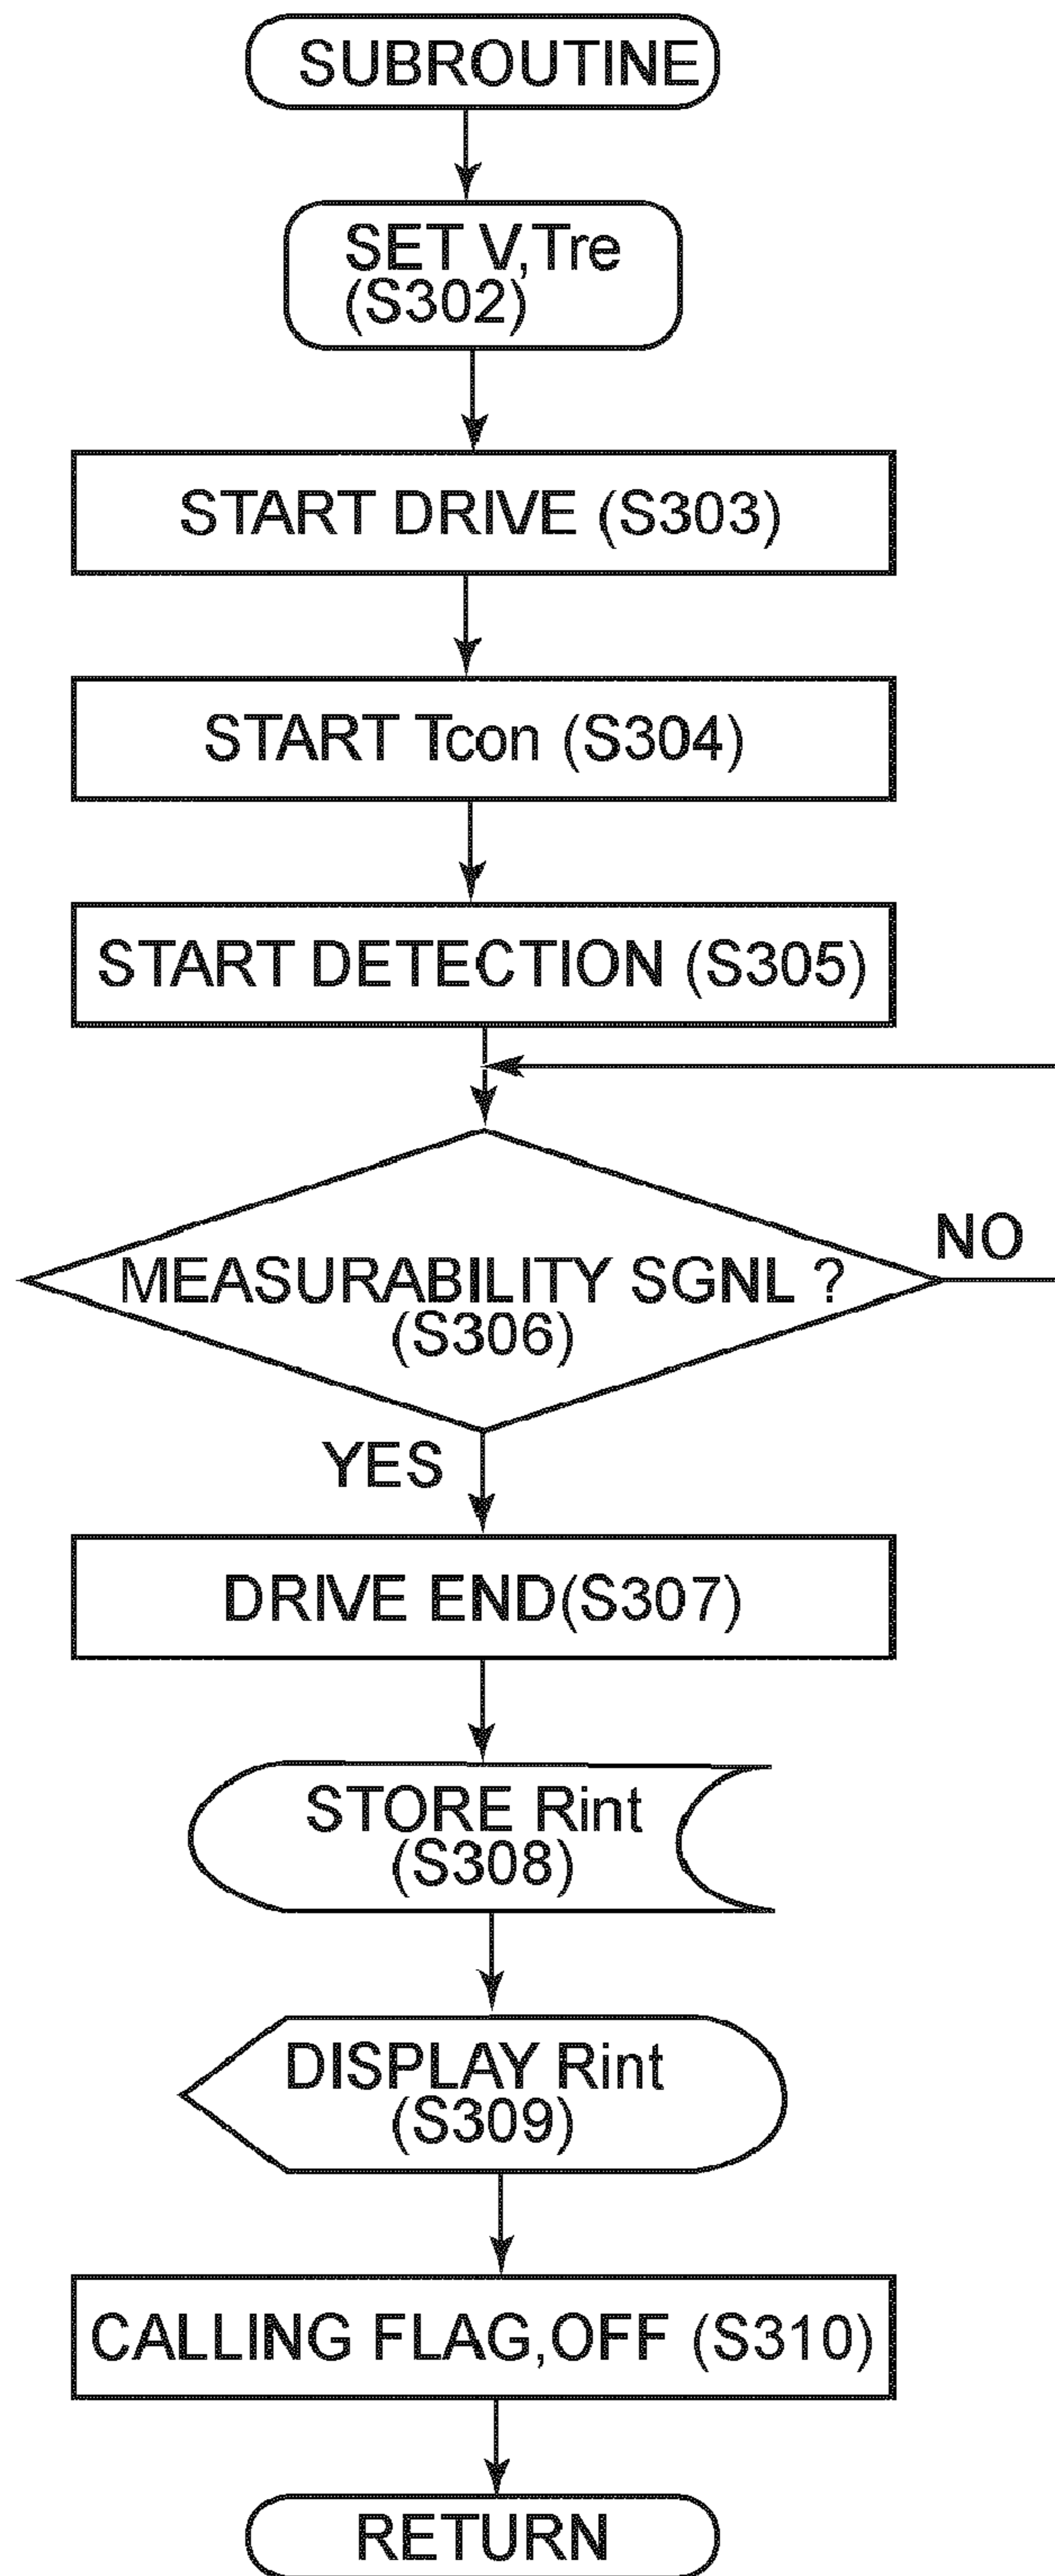 SUBROUTINE
SET V,Tre
(S302)
START DRIVE (S303)
START Tcon (S304)
START DETECTION (S305)
NO
MEASURABILITY SGNL ?
(S306)
YES
DRIVE END(S307)
STORE Rint
(S308)
DISPLAY Rint
(S309)
CALLING FLAG,OFF (S310)
RETURN